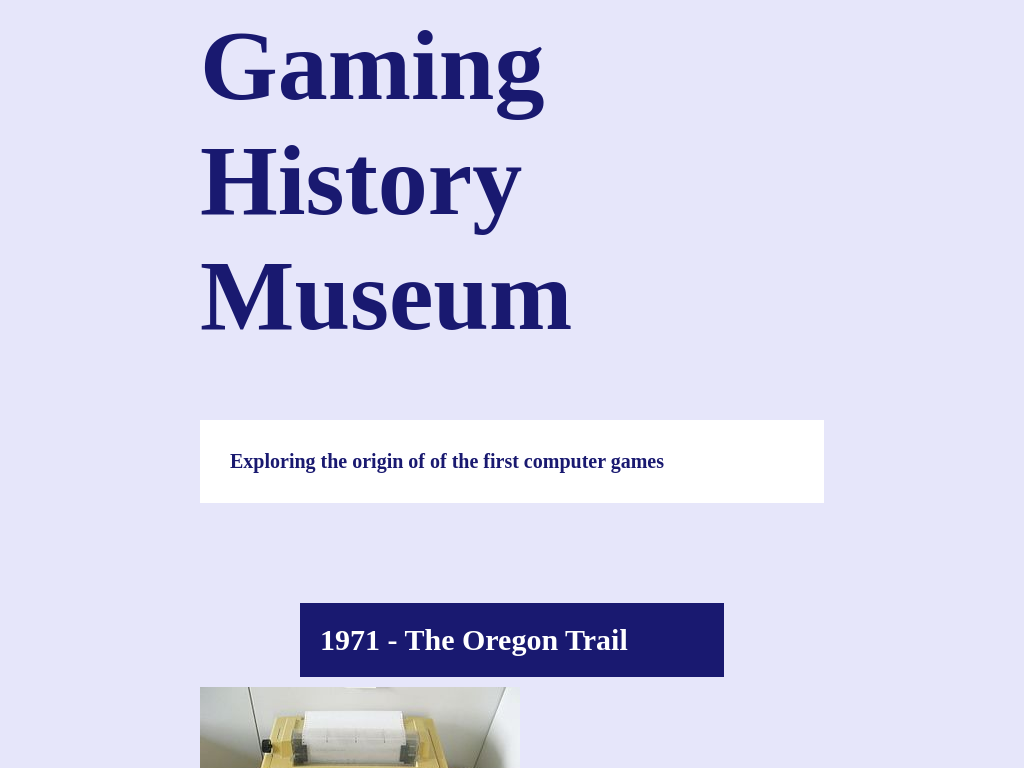 Gaming
History
Museum
Exploring the origin of of the first computer games
1971 - The Oregon Trail